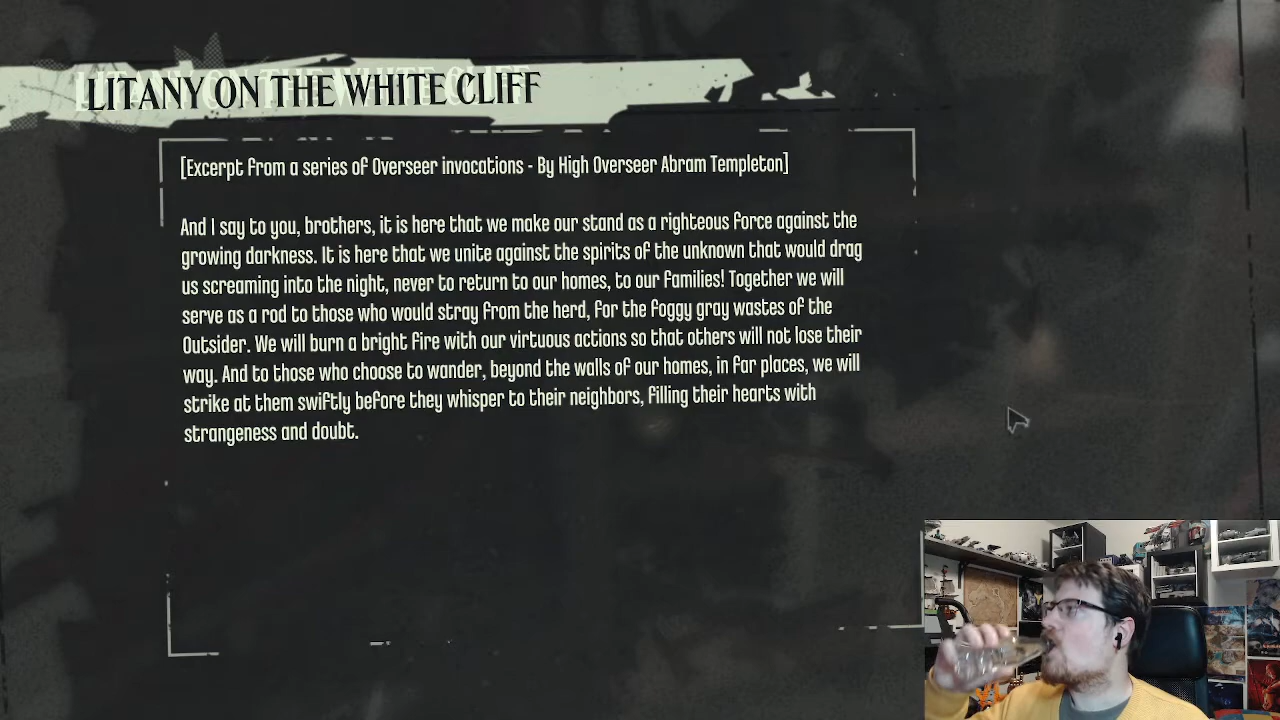 LITANY ON THE WHITE CLIFF
[Excerpt from a series of Overseer invocations - By High Overseer Abram Templeton]
And I say to you, brothers, it is here that we make our stand as a righteous force against the
growing darkness. It is here that we unite against the spirits of the unknown that would drag
us screaming into the night, never to return to our homes, to our families! Together we will
serve as a rod to those who would stray from the herd, for the foggy gray wastes of the
Outsider. We will burn a bright fire with our virtuous actions so that others will not lose their
way. And to those who choose to wander, beyond the walls of our homes, in far places, we will
strike at them swiftly before they whisper to their neighbors, filling their hearts with
strangeness and doubt.